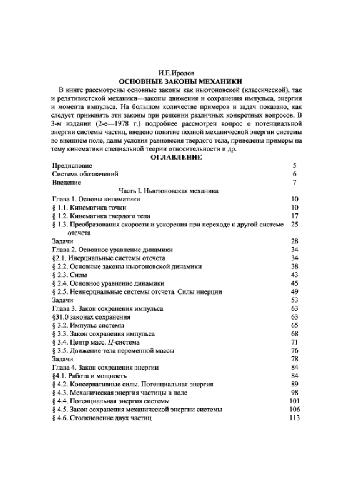 И.Е.Иродов
ОСНОВНЫЕ ЗАКОНЫ МЕХАНИКИ
В книге рассмотрены основные законы как ньютоновской (классической), так
и релятивистской механики—законы движения и сохранения импульса, энергии
и момента импульса. На большом количестве примеров и задач показано, как
следует применять эти законы при решении различных конкретных вопросов. В
3-м издании (2-е—1978 г.) подробнее рассмотрен вопрос о потенциальной
энергии системы частиц, введено понятие полной механической энергии системы
во внешнем поле, даны условия равновесия твердого тела, приведены примеры на
тему кинематики специальной теории относительности и др.
ОГЛАВЛЕНИЕ
Предисловие 5
Система обозначений 6
Введение 7
Часть I. Ньютоновская механика
Глава 1. Основы кинематики 10
§ 1.1. Кинематика точки 10
§ 1.2. Кинематика твердого тела 17
§ 1.3. Преобразования скорости и ускорения при переходе к другой системе 25
отсчета
Задачи 28
Глава 2. Основное уравнение динамики 34
§2.1. Инерциальные системы отсчета 34
§ 2.2. Основные законы ньютоновской динамики 38
§ 2.3. Силы 43
§ 2.4. Основное уравнение динамики 45
§ 2.5. Неинерциальные системы отсчета. Силы инерции 49
Задачи 53
Глава 3. Закон сохранения импульса 63
§31.0 законах сохранения 63
§ 3.2. Импульс системы 65
§ 3.3. Закон сохранения импульса 68
§ 3.4. Центр масс. Ц-система 71
§ 3.5. Движение тела переменной массы 76
Задачи 78
Глава 4. Закон сохранения энергии 84
§4.1. Работа и мощность 84
§ 4.2. Консервативные силы. Потенциальная энергия 89
§ 4.3. Механическая энергия частицы в поле 98
§ 4.4. Потенциальная энергия системы 101
§ 4.5. Закон сохранения механической энергии системы 106
§ 4.6. Столкновение двух частиц 113